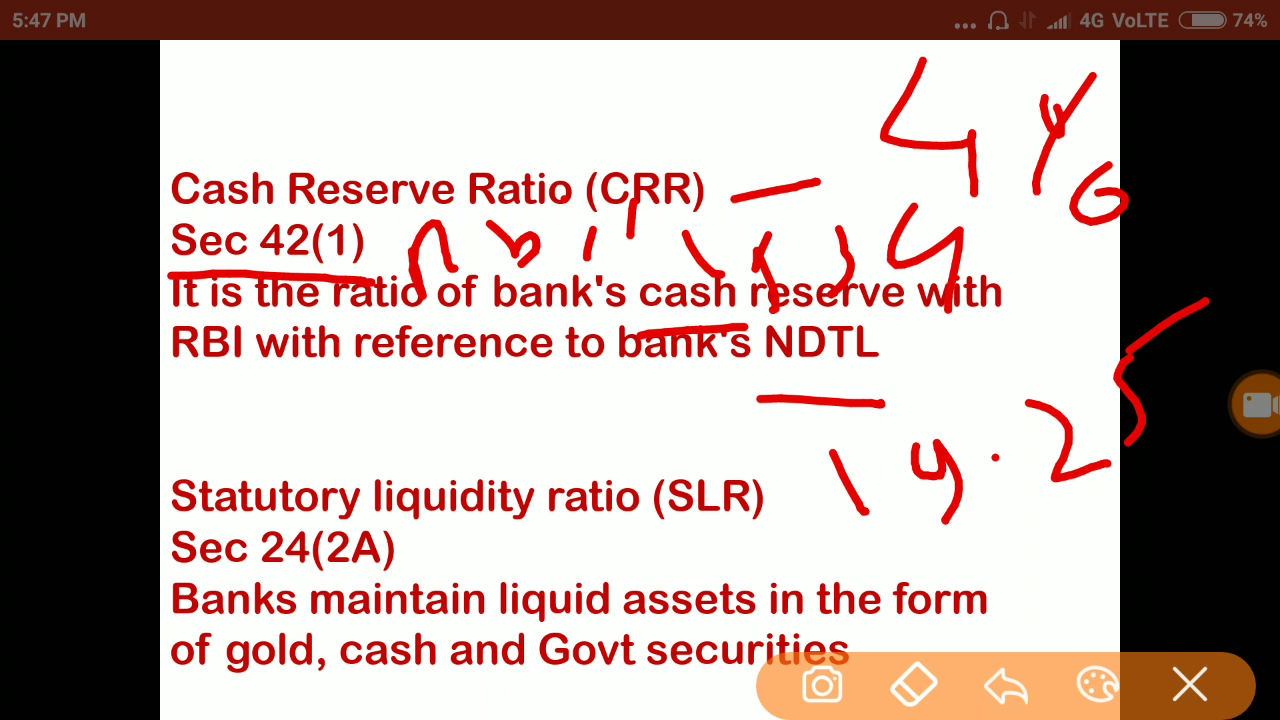 5:47 PM ... 4G VoLTE 74%
4 %
Cash Reserve Ratio (CRR) —
Sec 42(1)
It is the ratio of bank's cash reserve with
RBI with reference to bank's NDTL
19.25
Statutory liquidity ratio (SLR)
Sec 24(2A)
Banks maintain liquid assets in the form
of gold, cash and Govt securities